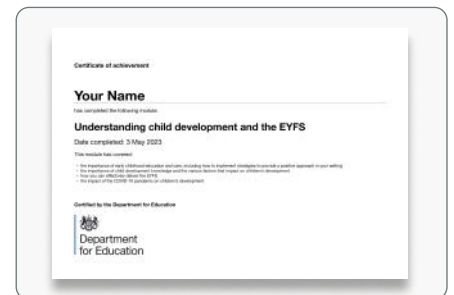 Certificate of achievement
Your Name
has completed the following module:
Understanding child development and the EYFS
Date completed: 3 May 2023
This module has covered:
- the importance of early childhood education and care, including how to implement strategies to provide a positive approach in your setting
- the importance of child development knowledge and the various factors that impact on children's development
- how you can effectively deliver the EYFS
- the impact of the COVID-19 pandemic on children's development
Certified by the Department for Education
Department
for Education